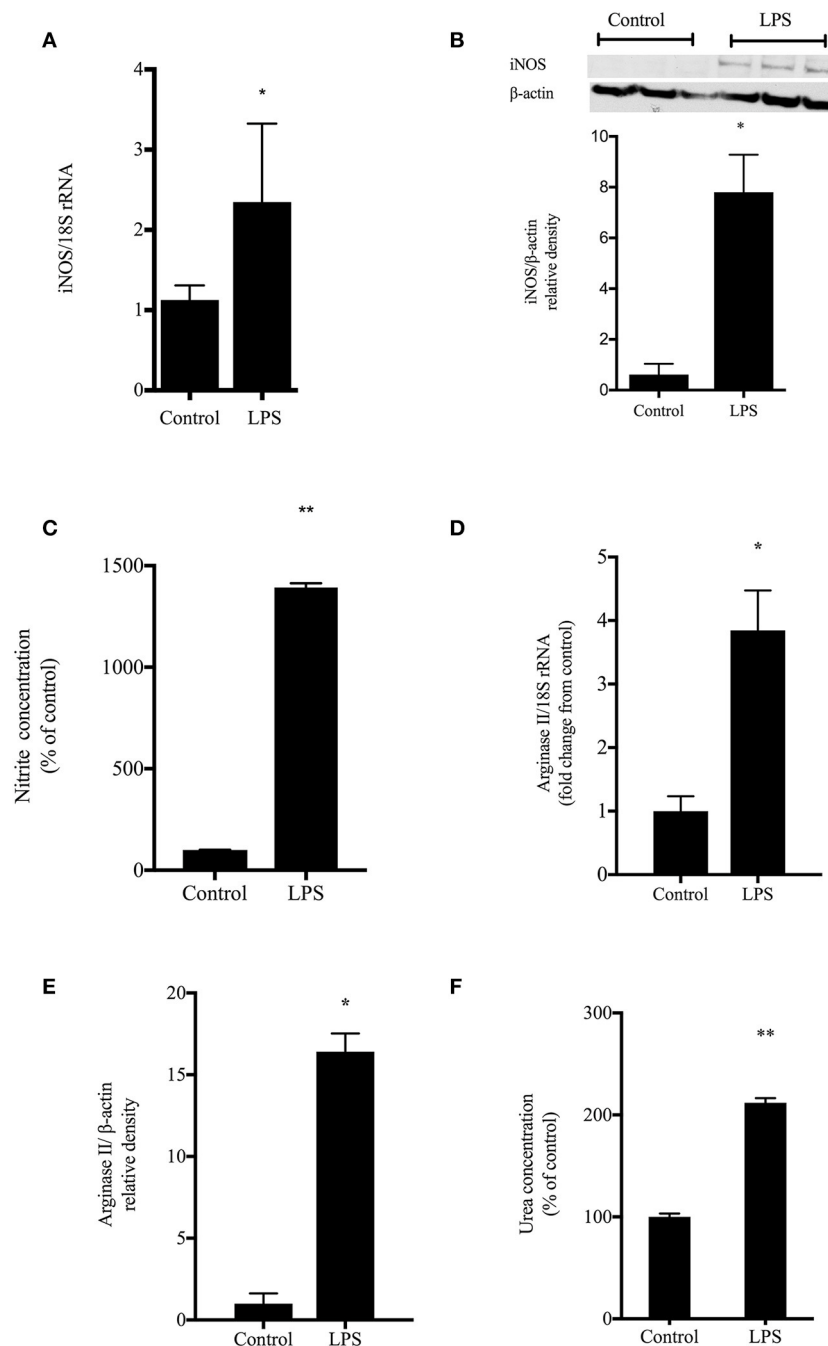 A
iNOS/18S rRNA
4
3
2
1
0
*
Control LPS
B
Control LPS
iNOS
β-actin
iNOS/β-actin
relative density
10
8
6
4
2
0
*
Control LPS
C
Nitrite concentration
(% of control)
1500
1000
500
0
**
Control LPS
D
Arginase II/18S rRNA
(fold change from control)
5
4
3
2
1
0
*
Control LPS
E
Arginase II/ β-actin
relative density
20
15
10
5
0
*
Control LPS
F
Urea concentration
(% of control)
300
200
100
0
**
Control LPS